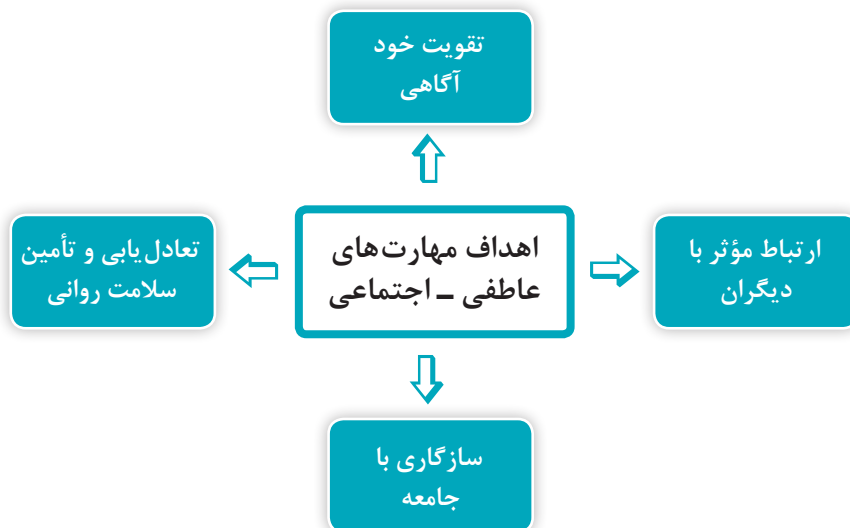 تقویت خود
آگاهی
اهداف مهارت‌های
عاطفی ـ اجتماعی
ارتباط مؤثر با
دیگران
تعادل‌یابی و تأمین
سلامت روانی
سازگاری با
جامعه